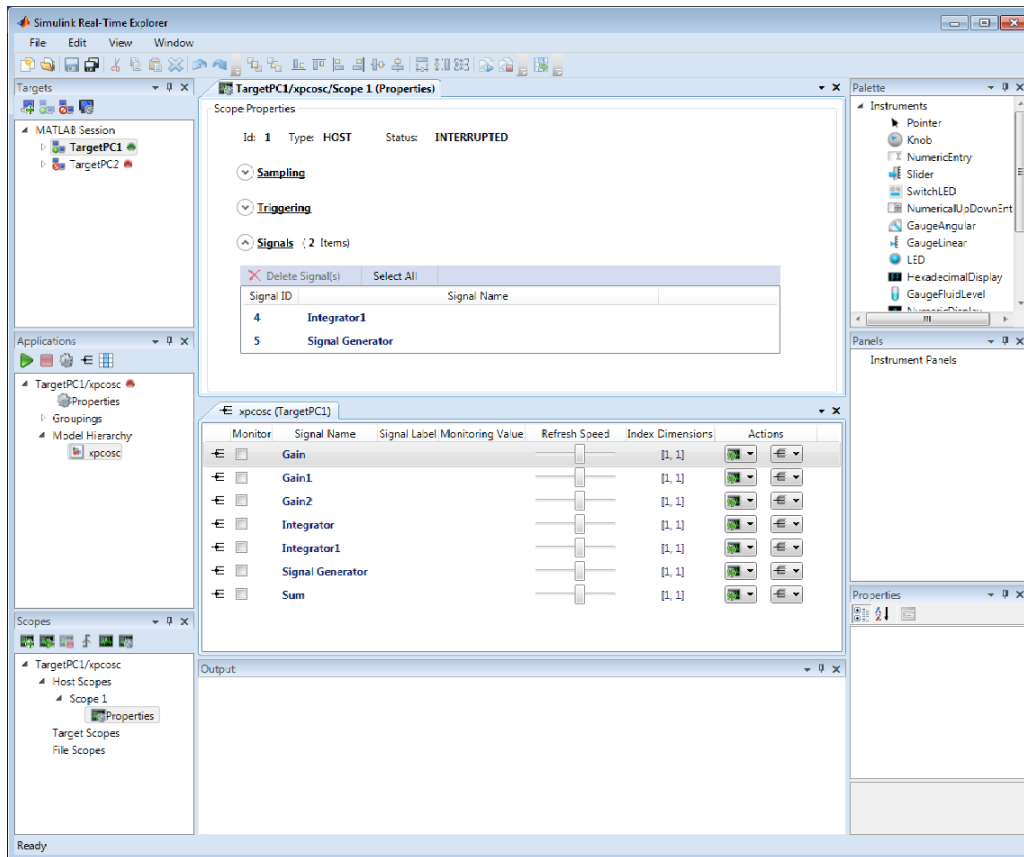 Simulink Real-Time Explorer
File Edit View Window
Targets
MATLAB Session
TargetPC1
TargetPC2
Applications
TargetPC1/xpcosc
Properties
Groupings
Model Hierarchy
xpcosc
Scopes
TargetPC1/xpcosc
Host Scopes
Scope 1
Properties
Target Scopes
File Scopes
TargetPC1/xpcosc/Scope 1 (Properties)
Scope Properties
Id: 1 Type: HOST Status: INTERRUPTED
Sampling
Triggering
Signals ( 2 Items)
Delete Signal(s) Select All
Signal ID Signal Name
4 Integrator1
5 Signal Generator
xpcosc (TargetPC1)
Monitor Signal Name Signal Label Monitoring Value Refresh Speed Index Dimensions Actions
Gain [1, 1]
Gain1 [1, 1]
Gain2 [1, 1]
Integrator [1, 1]
Integrator1 [1, 1]
Signal Generator [1, 1]
Sum [1, 1]
Output
Palette
Instruments
Pointer
Knob
NumericEntry
Slider
SwitchLED
NumericalUpDownEnt
GaugeAngular
GaugeLinear
LED
HexadecimalDisplay
GaugeFluidLevel
NumericDisplay
Panels
Instrument Panels
Properties
Ready